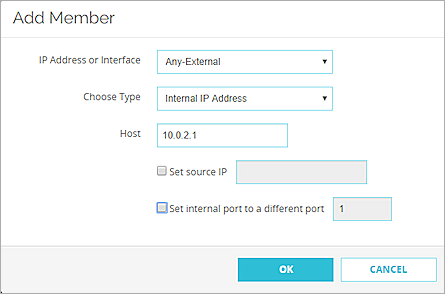 Add Member
IP Address or Interface
Any-External
Choose Type
Internal IP Address
Host
10.0.2.1
Set source IP
Set internal port to a different port
1
OK
CANCEL